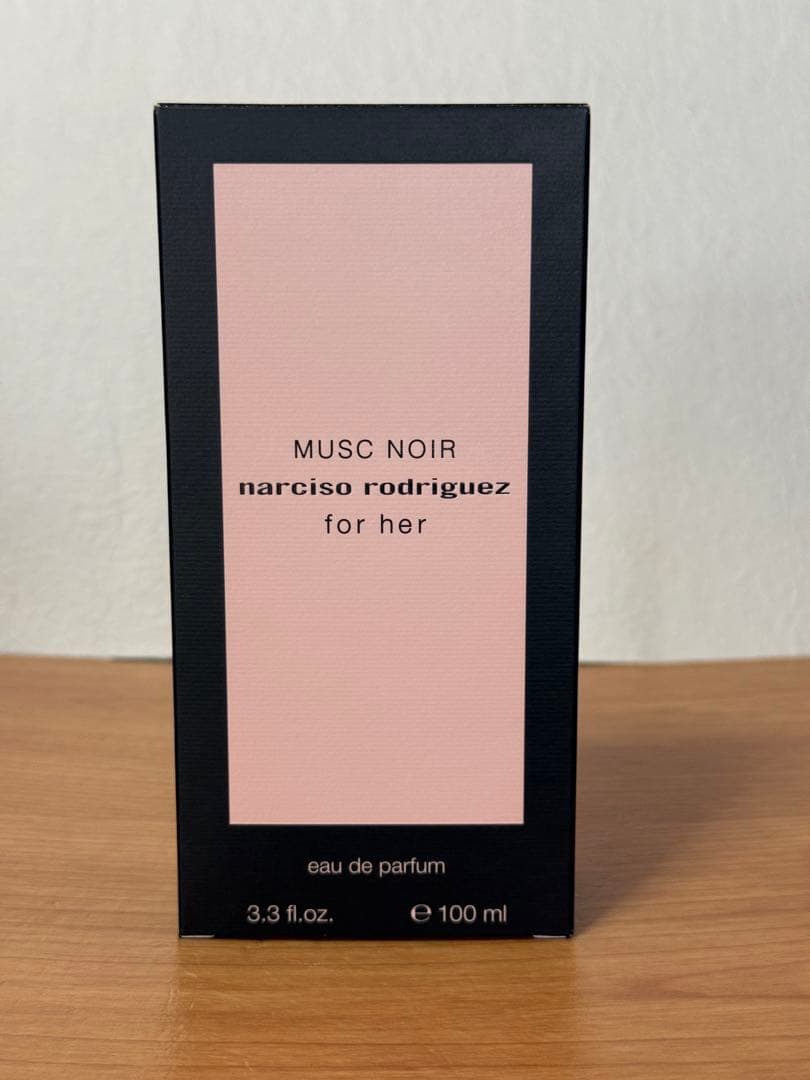 MUSC NOIR
narciso rodriguez
for her
eau de parfum
3.3 fl.oz. ℮ 100 ml